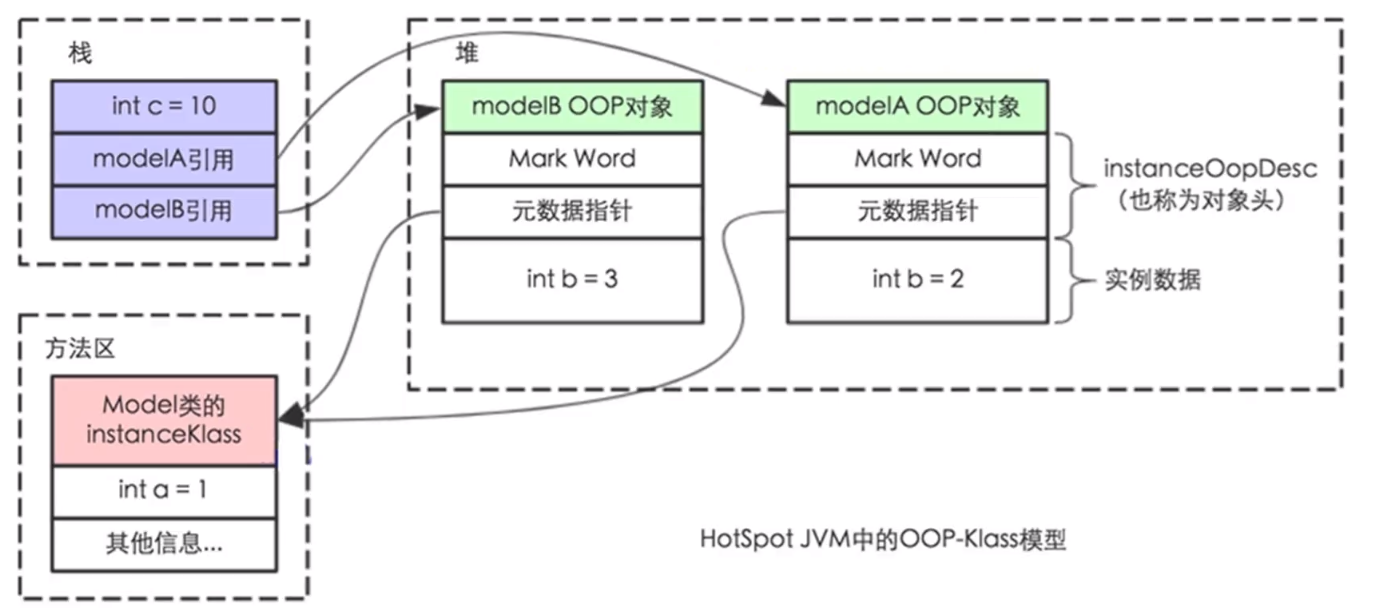 栈
int c = 10
modelA引用
modelB引用
堆
modelB OOP对象
Mark Word
元数据指针
int b = 3
modelA OOP对象
Mark Word
元数据指针
int b = 2
instanceOopDesc
（也称为对象头）
实例数据
方法区
Model类的
instanceKlass
int a = 1
其他信息...
HotSpot JVM中的OOP-Klass模型